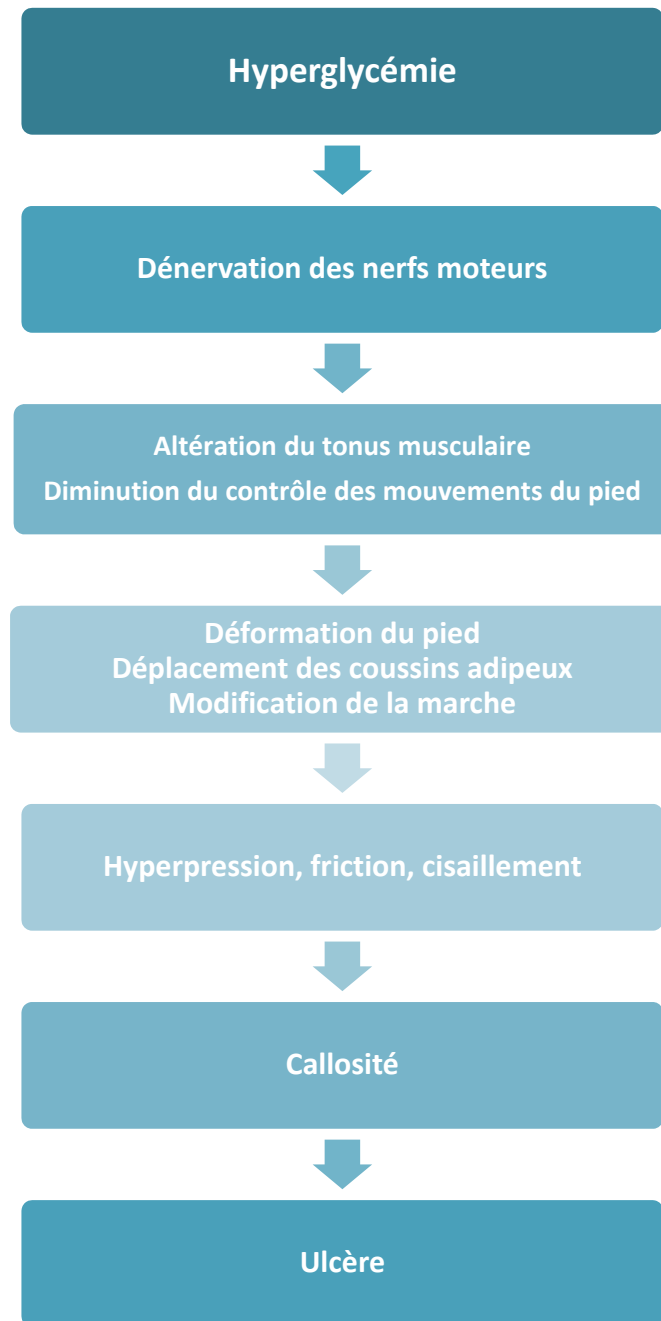 Hyperglycémie
Dénervation des nerfs moteurs
Altération du tonus musculaire
Diminution du contrôle des mouvements du pied
Déformation du pied
Déplacement des coussins adipeux
Modification de la marche
Hyperpression, friction, cisaillement
Callosité
Ulcère